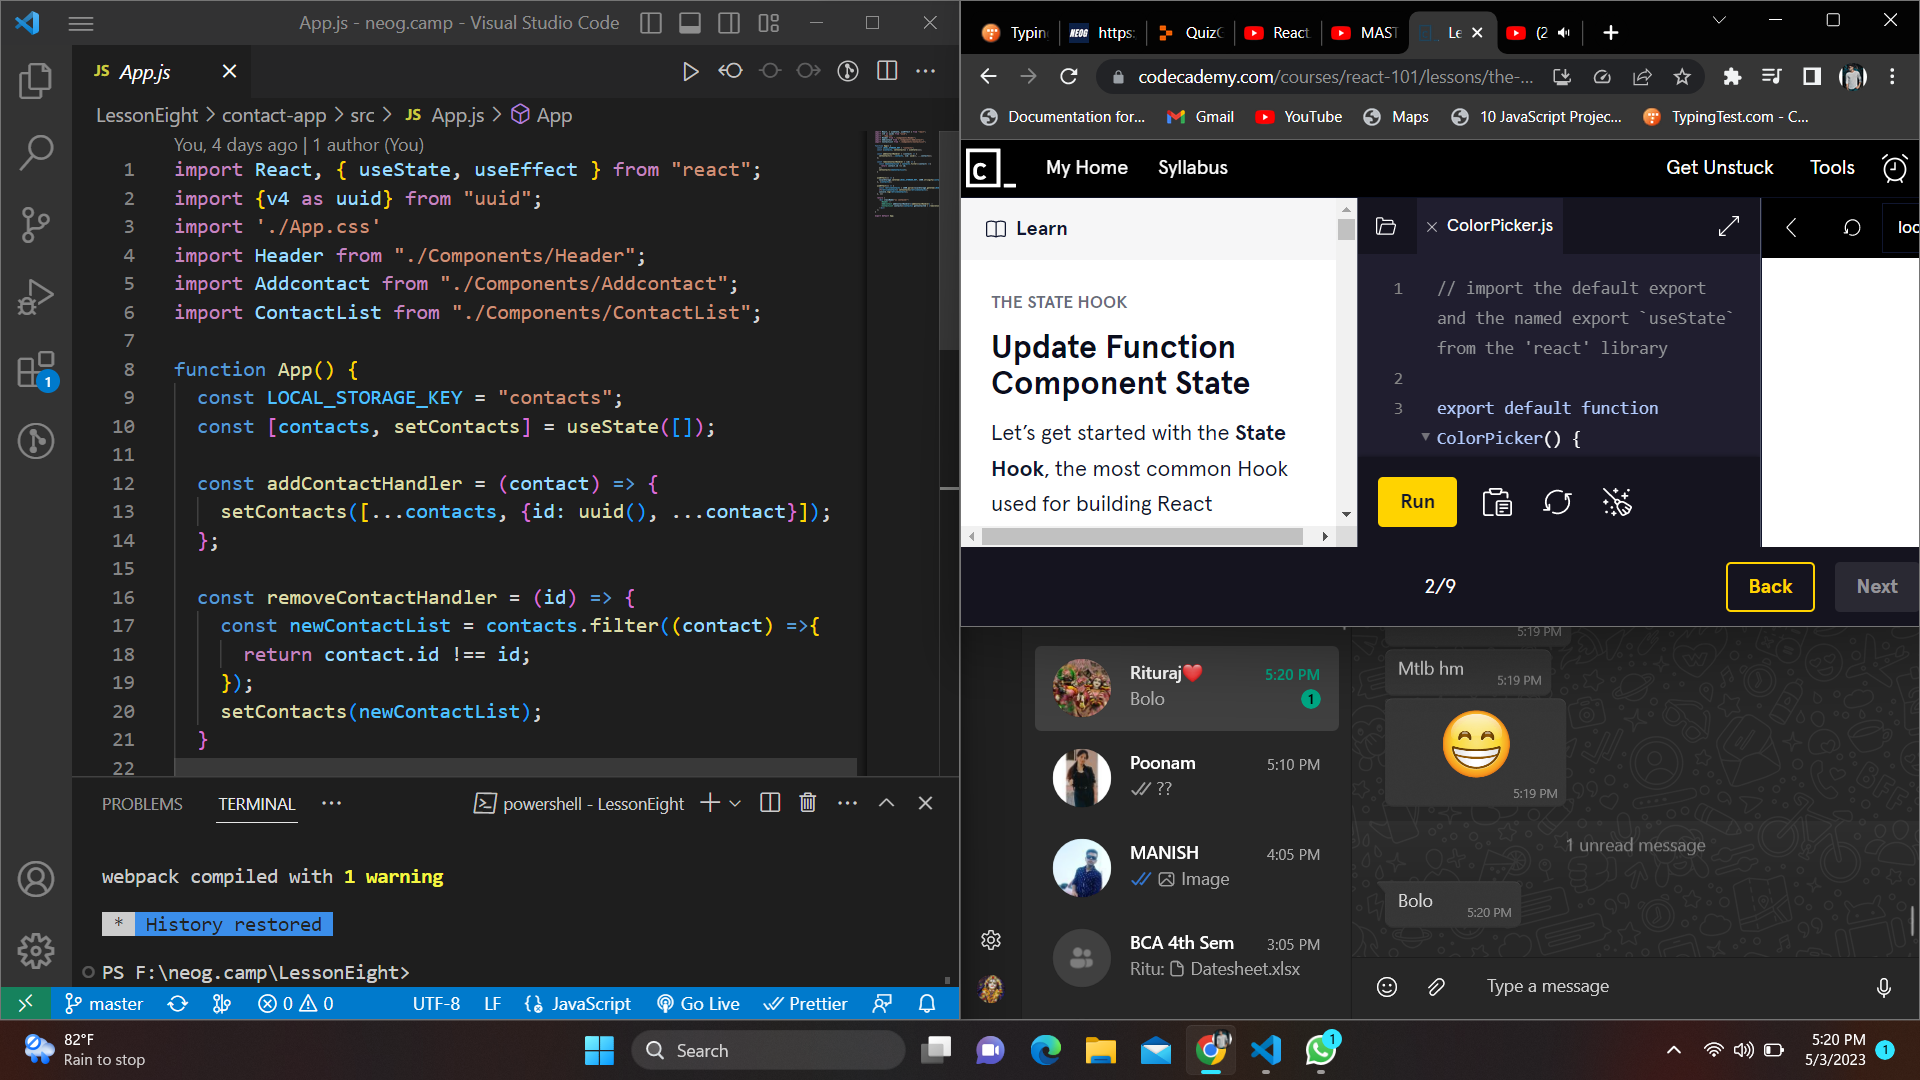 App.js - neog.camp - Visual Studio Code
JS App.js
LessonEight > contact-app > src > JS App.js > App
You, 4 days ago | 1 author (You)
1 import React, { useState, useEffect } from "react";
2 import {v4 as uuid} from "uuid";
3 import './App.css'
4 import Header from "./Components/Header";
5 import Addcontact from "./Components/Addcontact";
6 import ContactList from "./Components/ContactList";
7
8 function App() {
9 const LOCAL_STORAGE_KEY = "contacts";
10 const [contacts, setContacts] = useState([]);
11
12 const addContactHandler = (contact) => {
13 setContacts([...contacts, {id: uuid(), ...contact}]);
14 };
15
16 const removeContactHandler = (id) => {
17 const newContactList = contacts.filter((contact) =>{
18 return contact.id !== id;
19 });
20 setContacts(newContactList);
21 }
22
1
PROBLEMS TERMINAL ... powershell - LessonEight
webpack compiled with 1 warning
* History restored
PS F:\neog.camp\LessonEight>
master 0 0 UTF-8 LF {} JavaScript Go Live Prettier
Typin https: QuizG React MAST Le (2
codecademy.com/courses/react-101/lessons/the-...
Documentation for... Gmail YouTube Maps 10 JavaScript Projec... TypingTest.com - C...
c_ My Home Syllabus Get Unstuck Tools
Learn
THE STATE HOOK
Update Function
Component State
Let's get started with the State
Hook, the most common Hook
used for building React
ColorPicker.js
loc
1 // import the default export
and the named export `useState`
from the 'react' library
2
3 export default function
ColorPicker() {
Run
2/9
Back Next
Rituraj❤️ 5:20 PM
Bolo 1
Poonam 5:10 PM
??
MANISH 4:05 PM
Image
BCA 4th Sem 3:05 PM
Ritu: Datesheet.xlsx
5:19 PM
Mtlb hm
5:19 PM
😁
5:19 PM
1 unread message
Bolo
5:20 PM
Type a message
82°F
Rain to stop
Search
1
5:20 PM
5/3/2023
1